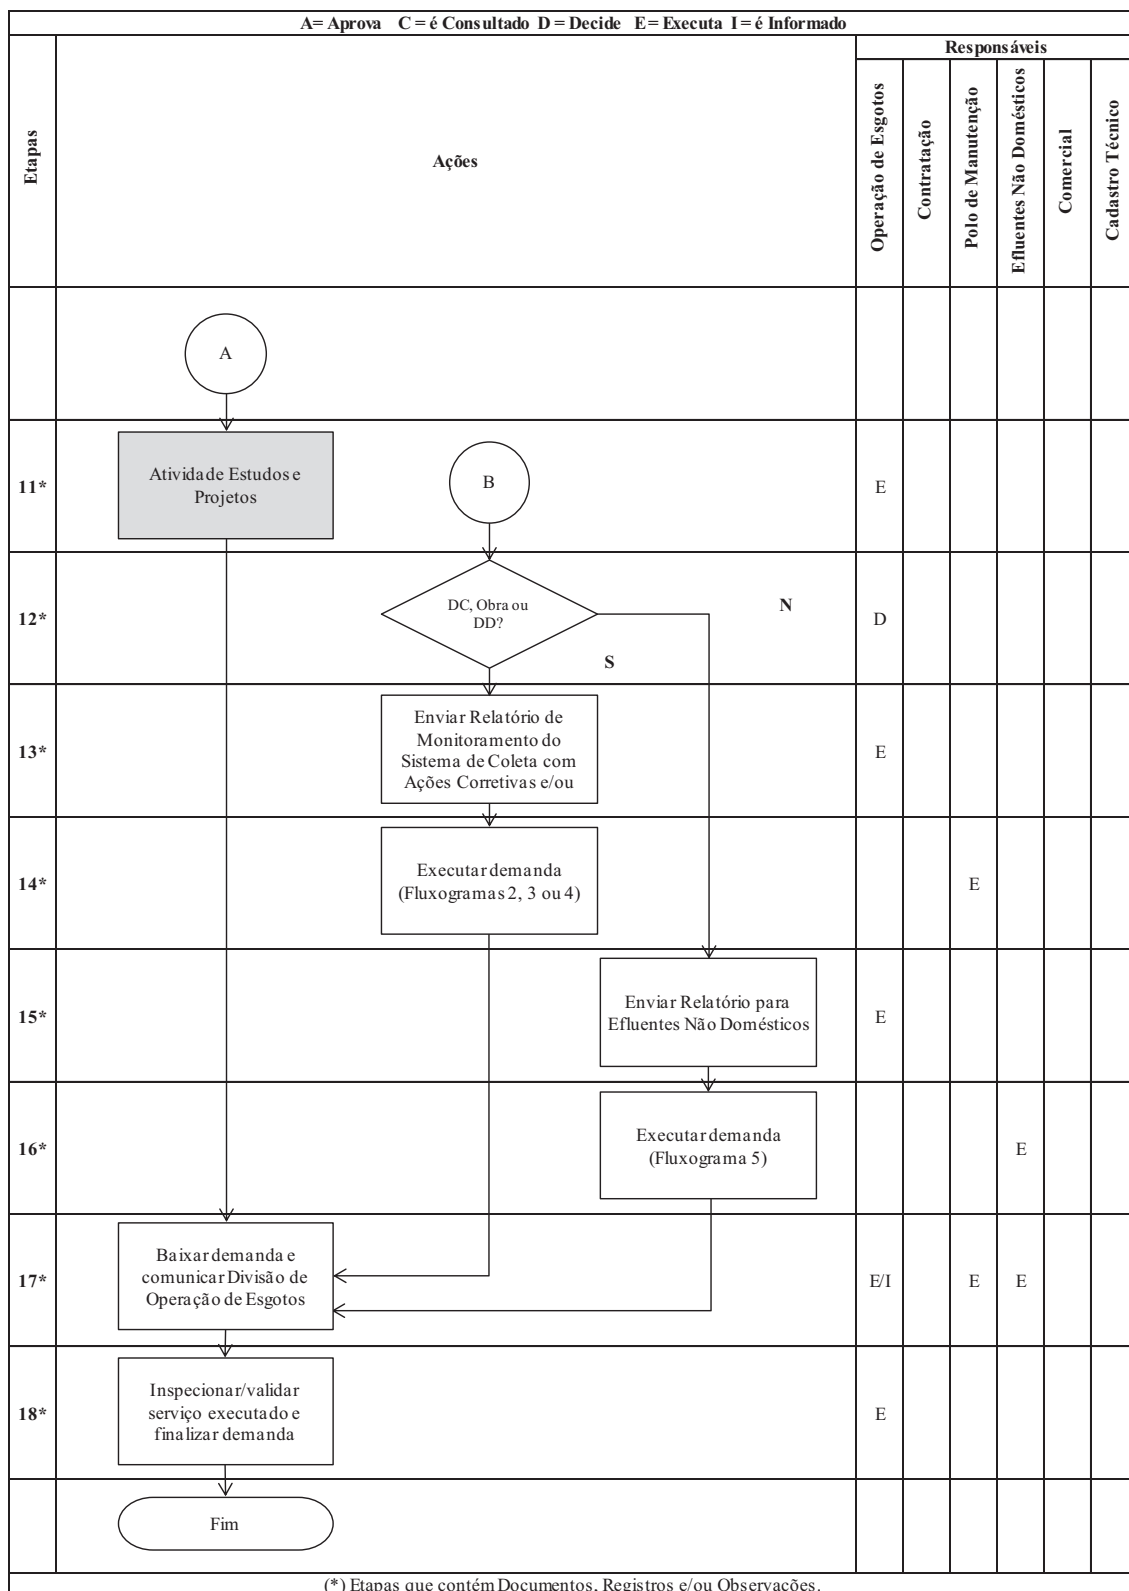 A= Aprova C = é Consultado D = Decide E = Executa I = é Informado
Etapas
Ações
Responsáveis
Operação de Esgotos
Contratação
Polo de Manutenção
Efluentes Não Domésticos
Comercial
Cadastro Técnico
A
11*
Atividade Estudos e
Projetos
B
E
12*
DC, Obra ou
DD?
N
D
S
13*
Enviar Relatório de
Monitoramento do
Sistema de Coleta com
Ações Corretivas e/ou
E
14*
Executar demanda
(Fluxogramas 2, 3 ou 4)
E
15*
Enviar Relatório para
Efluentes Não Domésticos
E
16*
Executar demanda
(Fluxograma 5)
E
17*
Baixar demanda e
comunicar Divisão de
Operação de Esgotos
E/I
E
E
18*
Inspecionar/validar
serviço executado e
finalizar demanda
E
Fim
(*) Etapas que contém Documentos, Registros e/ou Observações.